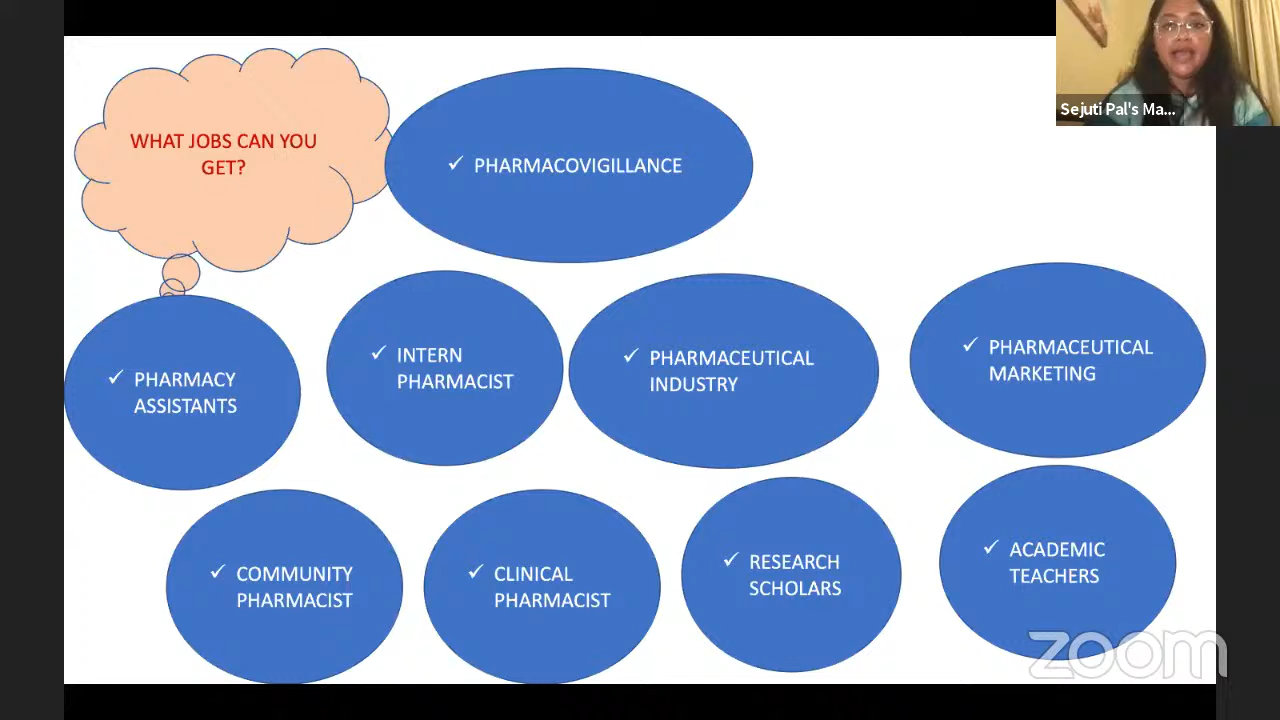 WHAT JOBS CAN YOU
GET?
✓ PHARMACOVIGILLANCE
Sejuti Pal's Ma...
✓ PHARMACY
ASSISTANTS
✓ INTERN
PHARMACIST
✓ PHARMACEUTICAL
INDUSTRY
✓ PHARMACEUTICAL
MARKETING
✓ COMMUNITY
PHARMACIST
✓ CLINICAL
PHARMACIST
✓ RESEARCH
SCHOLARS
✓ ACADEMIC
TEACHERS
zoom